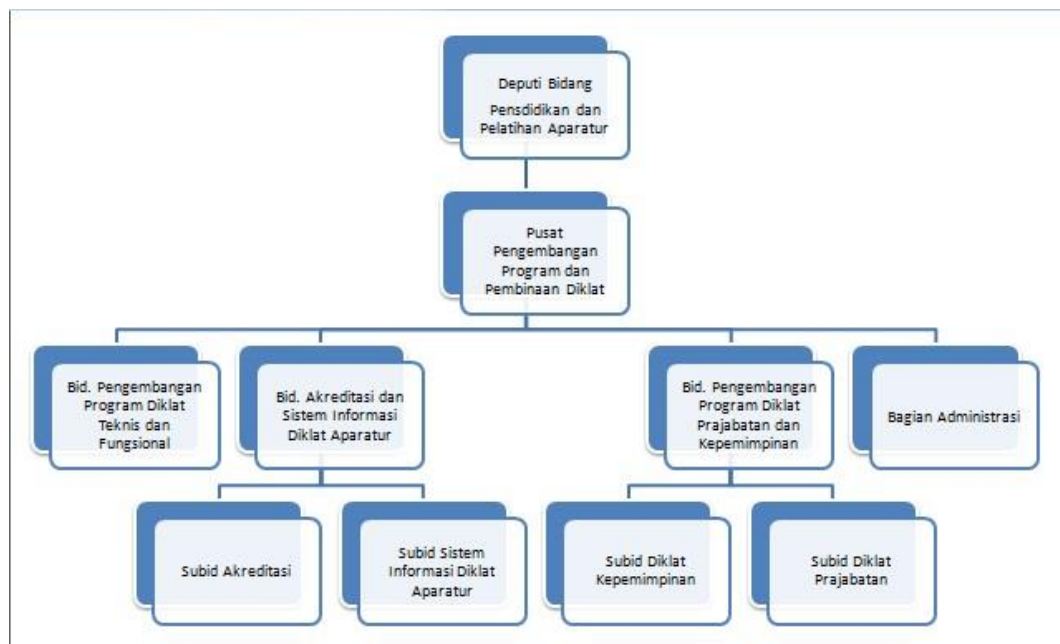 Deputi Bidang
Pensdidikan dan
Pelatihan Aparatur
Pusat
Pengembangan
Program dan
Pembinaan Diklat
Bid. Pengembangan
Program Diklat
Teknis dan
Fungsional
Bid. Akreditasi dan
Sistem Informasi
Diklat Aparatur
Bid. Pengembangan
Program Diklat
Prajabatan dan
Kepemimpinan
Bagian Administrasi
Subid Akreditasi
Subid Sistem
Informasi Diklat
Aparatur
Subid Diklat
Kepemimpinan
Subid Diklat
Prajabatan